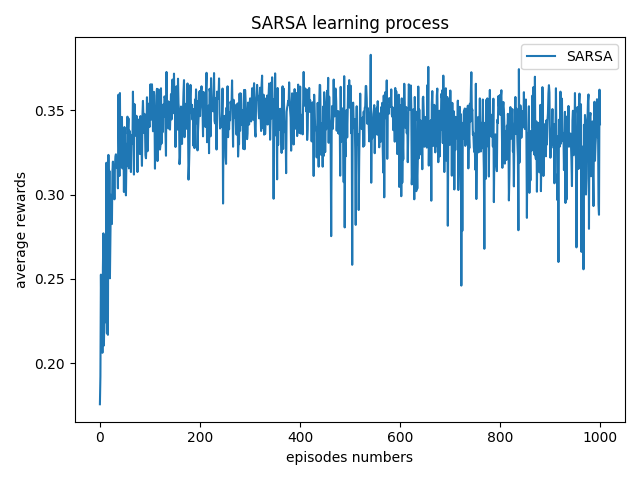 SARSA learning process
SARSA
average rewards
0.35
0.30
0.25
0.20
0 200 400 600 800 1000
episodes numbers